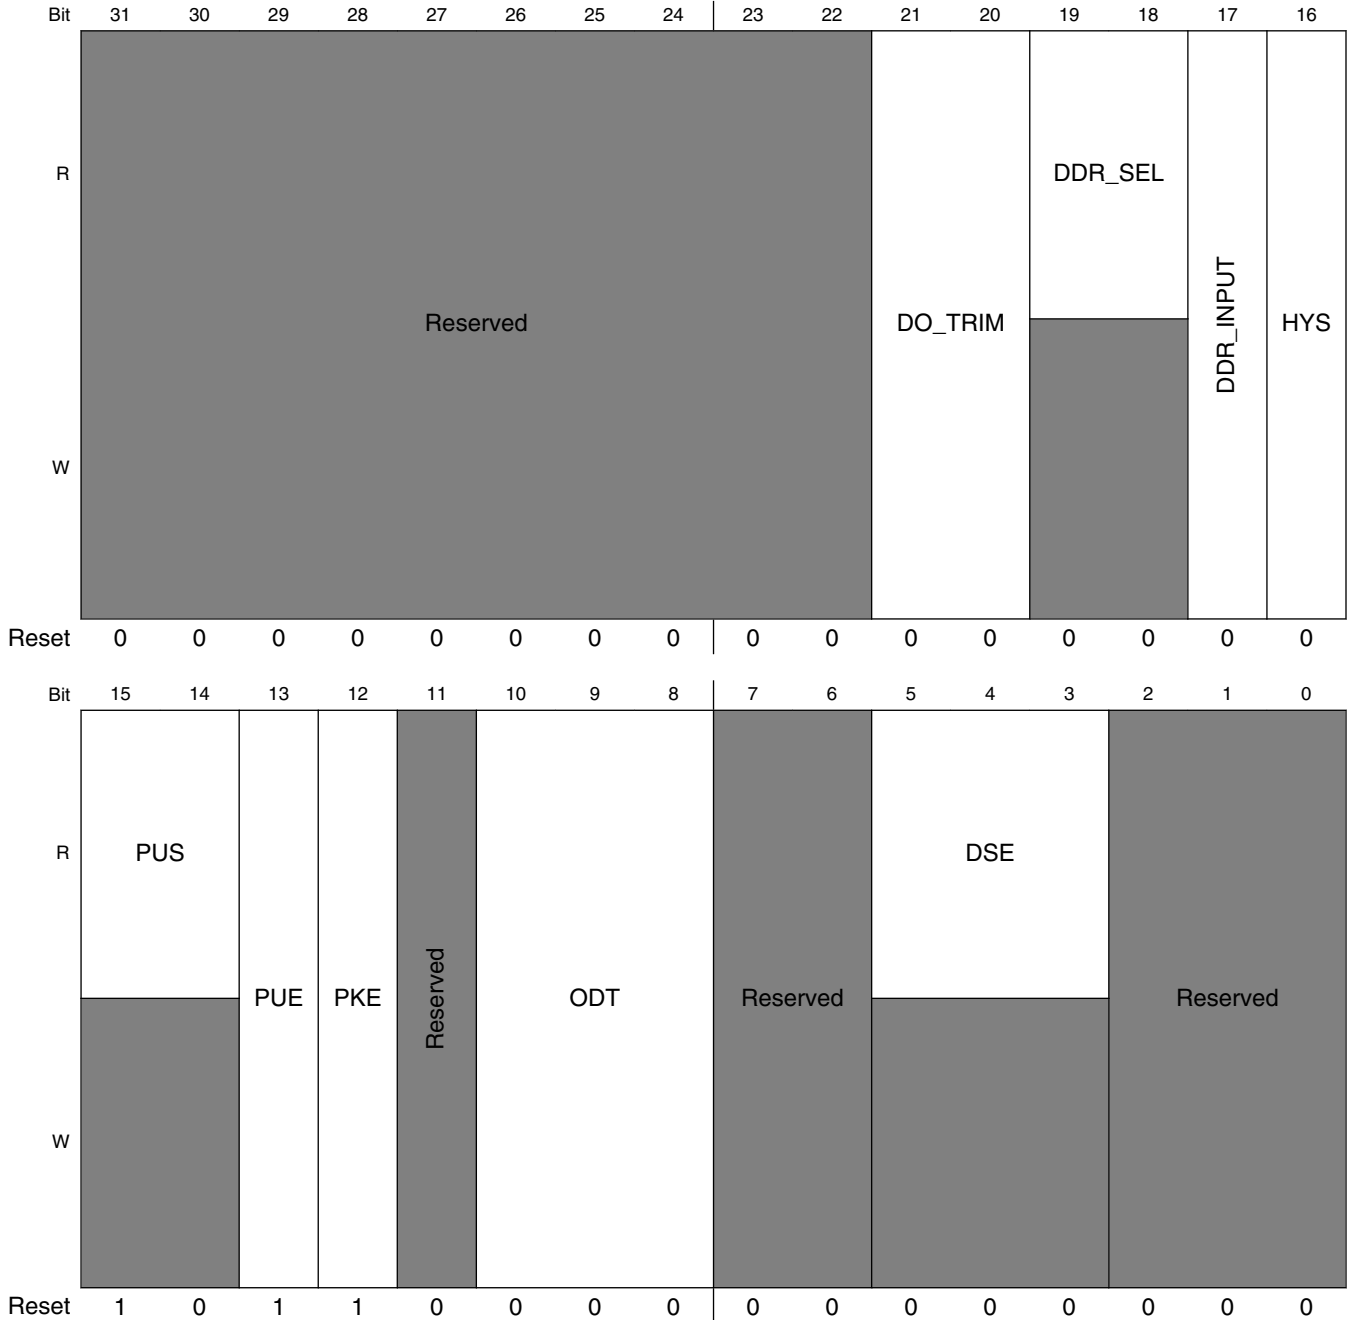 Bit 31 30 29 28 27 26 25 24 23 22 21 20 19 18 17 16
R DDR_SEL
Reserved DO_TRIM DDR_INPUT HYS
W
Reset 0 0 0 0 0 0 0 0 0 0 0 0 0 0 0 0
Bit 15 14 13 12 11 10 9 8 7 6 5 4 3 2 1 0
R PUS DSE
PUE PKE Reserved ODT Reserved Reserved
W
Reset 1 0 1 1 0 0 0 0 0 0 0 0 0 0 0 0